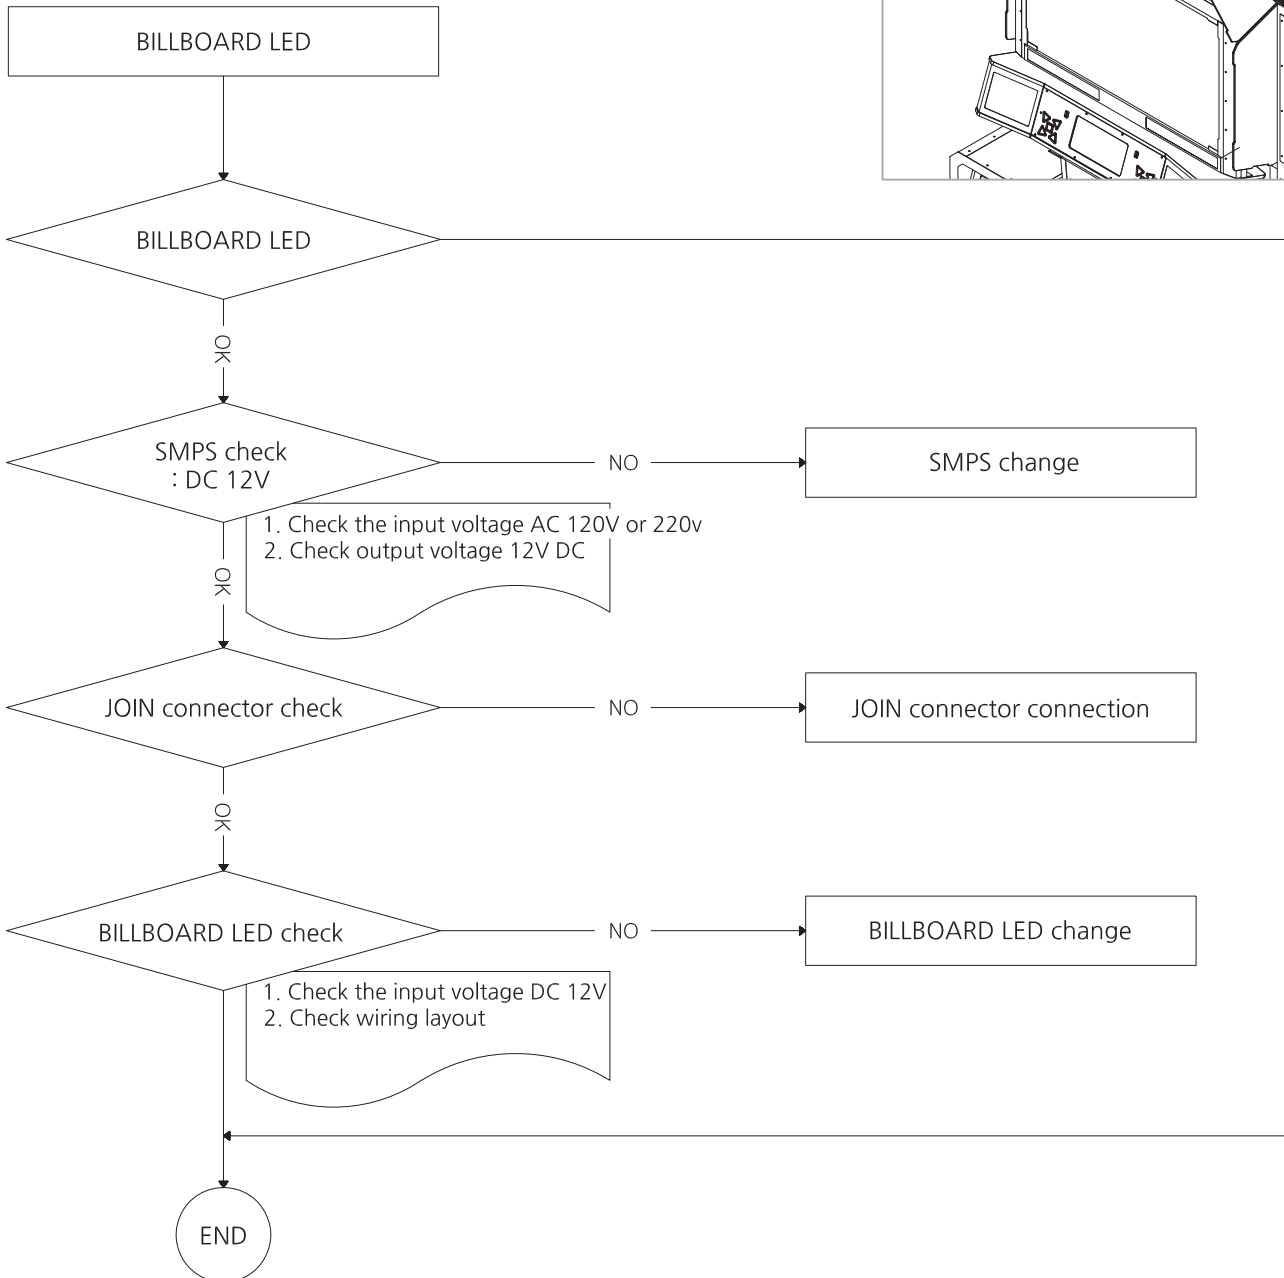 BILLBOARD LED
BILLBOARD LED
OK
SMPS check
: DC 12V
NO
SMPS change
1. Check the input voltage AC 120V or 220v
2. Check output voltage 12V DC
OK
JOIN connector check
NO
JOIN connector connection
OK
BILLBOARD LED check
NO
BILLBOARD LED change
1. Check the input voltage DC 12V
2. Check wiring layout
END